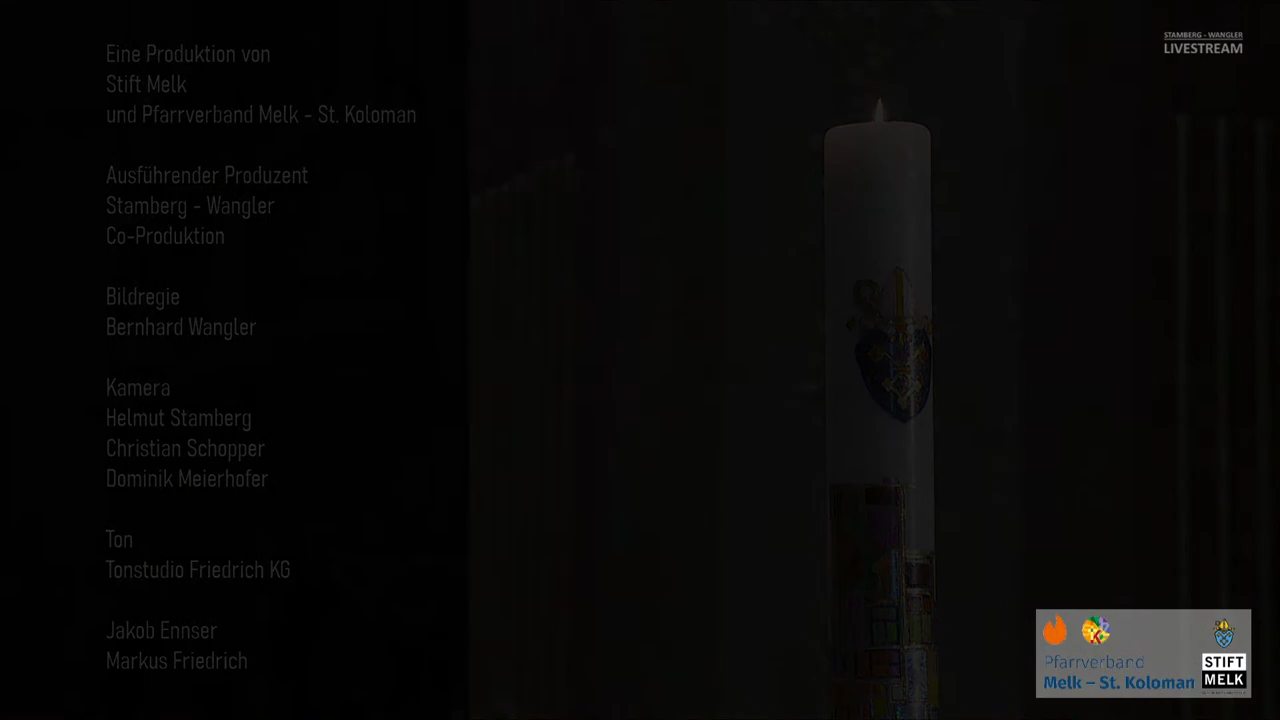 Eine Produktion von
Stift Melk
und Pfarrverband Melk - St. Koloman
Ausführender Produzent
Stamberg - Wangler
Co-Produktion
Bildregie
Bernhard Wangler
Kamera
Helmut Stamberg
Christian Schopper
Dominik Meierhofer
Ton
Tonstudio Friedrich KG
Jakob Ennser
Markus Friedrich
STAMBERG - WANGLER
LIVESTREAM
Pfarrverband
Melk – St. Koloman
STIFT
MELK